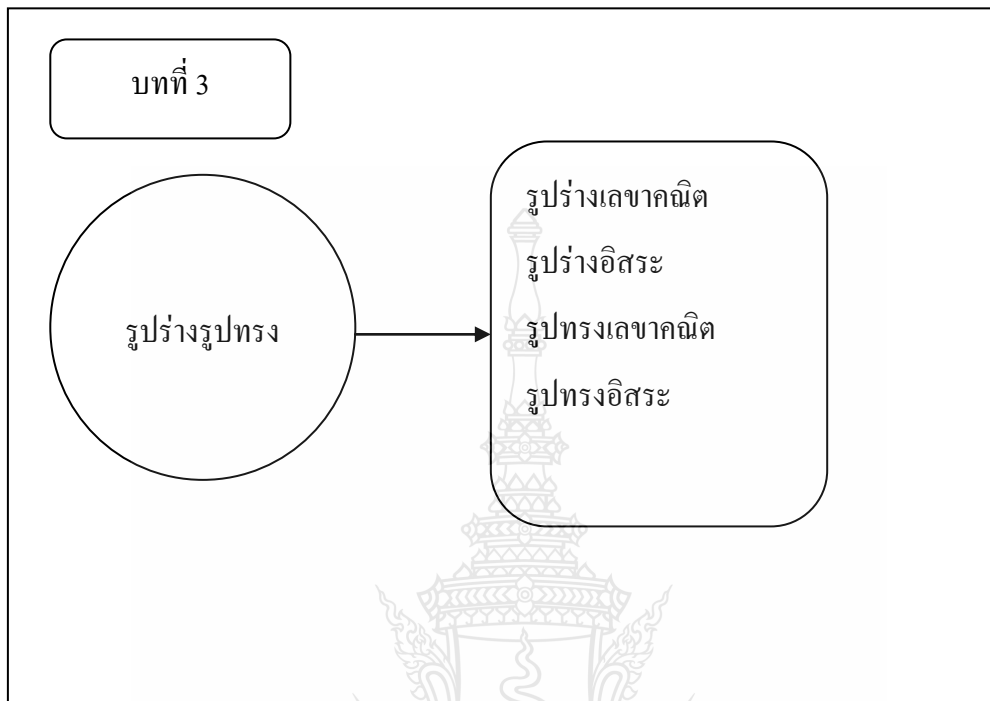 บทที่ 3
รูปร่างรูปทรง
รูปร่างเลขาคณิต
รูปร่างอิสระ
รูปทรงเลขาคณิต
รูปทรงอิสระ